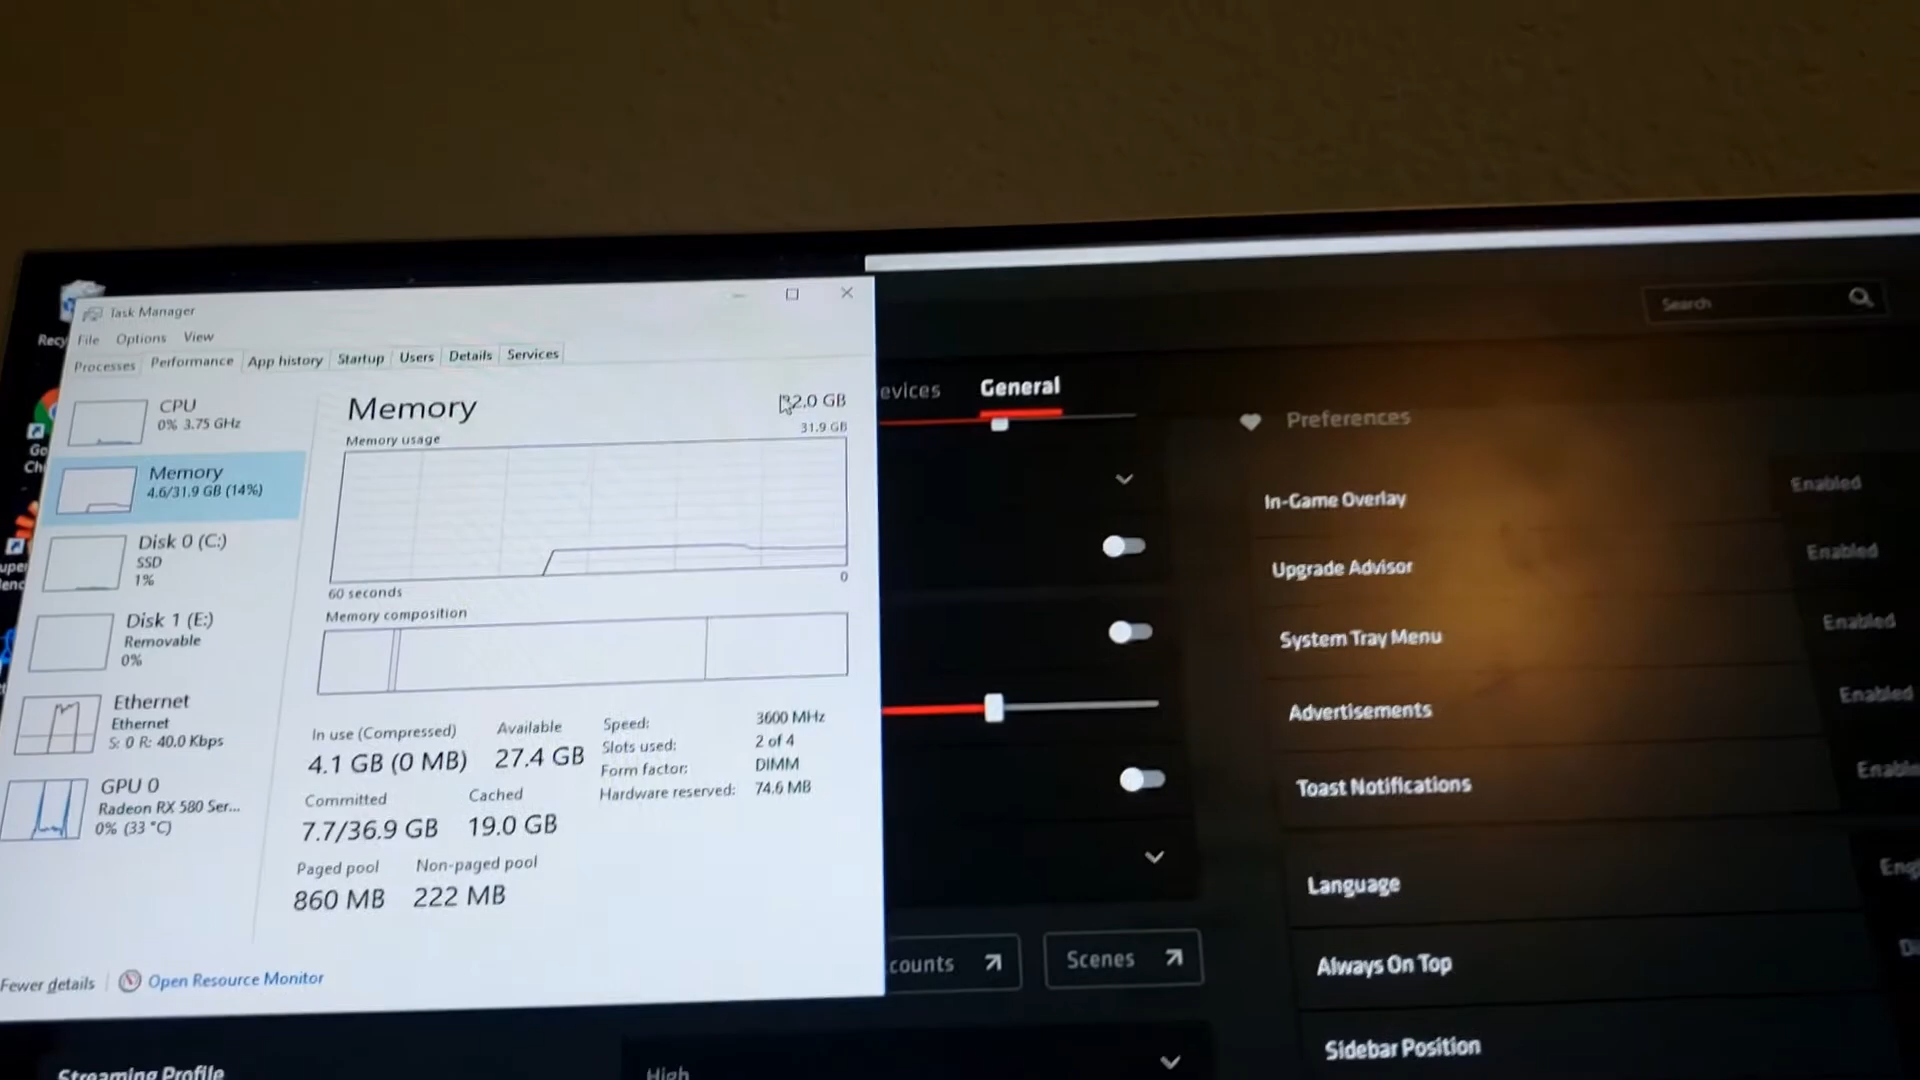 Task Manager
File Options View
Processes Performance App history Startup Users Details Services
CPU
0% 3.75 GHz
Memory
4.6/31.9 GB (14%)
Disk 0 (C:)
SSD
1%
Disk 1 (E:)
Removable
0%
Ethernet
Ethernet
S: 0 R: 40.0 Kbps
GPU 0
Radeon RX 580 Ser...
0% (33 °C)
Memory
32.0 GB
Memory usage
31.9 GB
60 seconds
0
Memory composition
In use (Compressed)
4.1 GB (0 MB)
Available
27.4 GB
Committed
7.7/36.9 GB
Cached
19.0 GB
Paged pool
860 MB
Non-paged pool
222 MB
Speed: 3600 MHz
Slots used: 2 of 4
Form factor: DIMM
Hardware reserved: 74.6 MB
Fewer details
Open Resource Monitor
Recy
Go
Ch
Search
evices General
Preferences
In-Game Overlay Enabled
Upgrade Advisor Enabled
System Tray Menu Enabled
Advertisements Enabled
Toast Notifications Enable
Language Eng
Always On Top
Sidebar Position
counts
Scenes
Streaming Profile
High